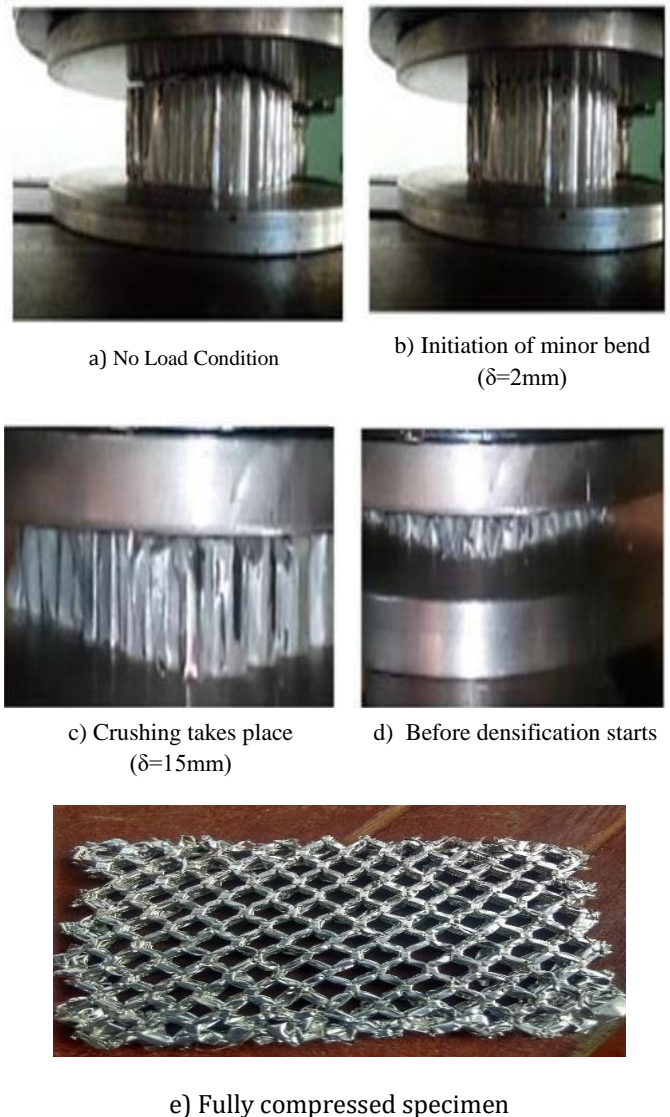 a) No Load Condition
b) Initiation of minor bend
(δ=2mm)
c) Crushing takes place
(δ=15mm)
d) Before densification starts
e) Fully compressed specimen